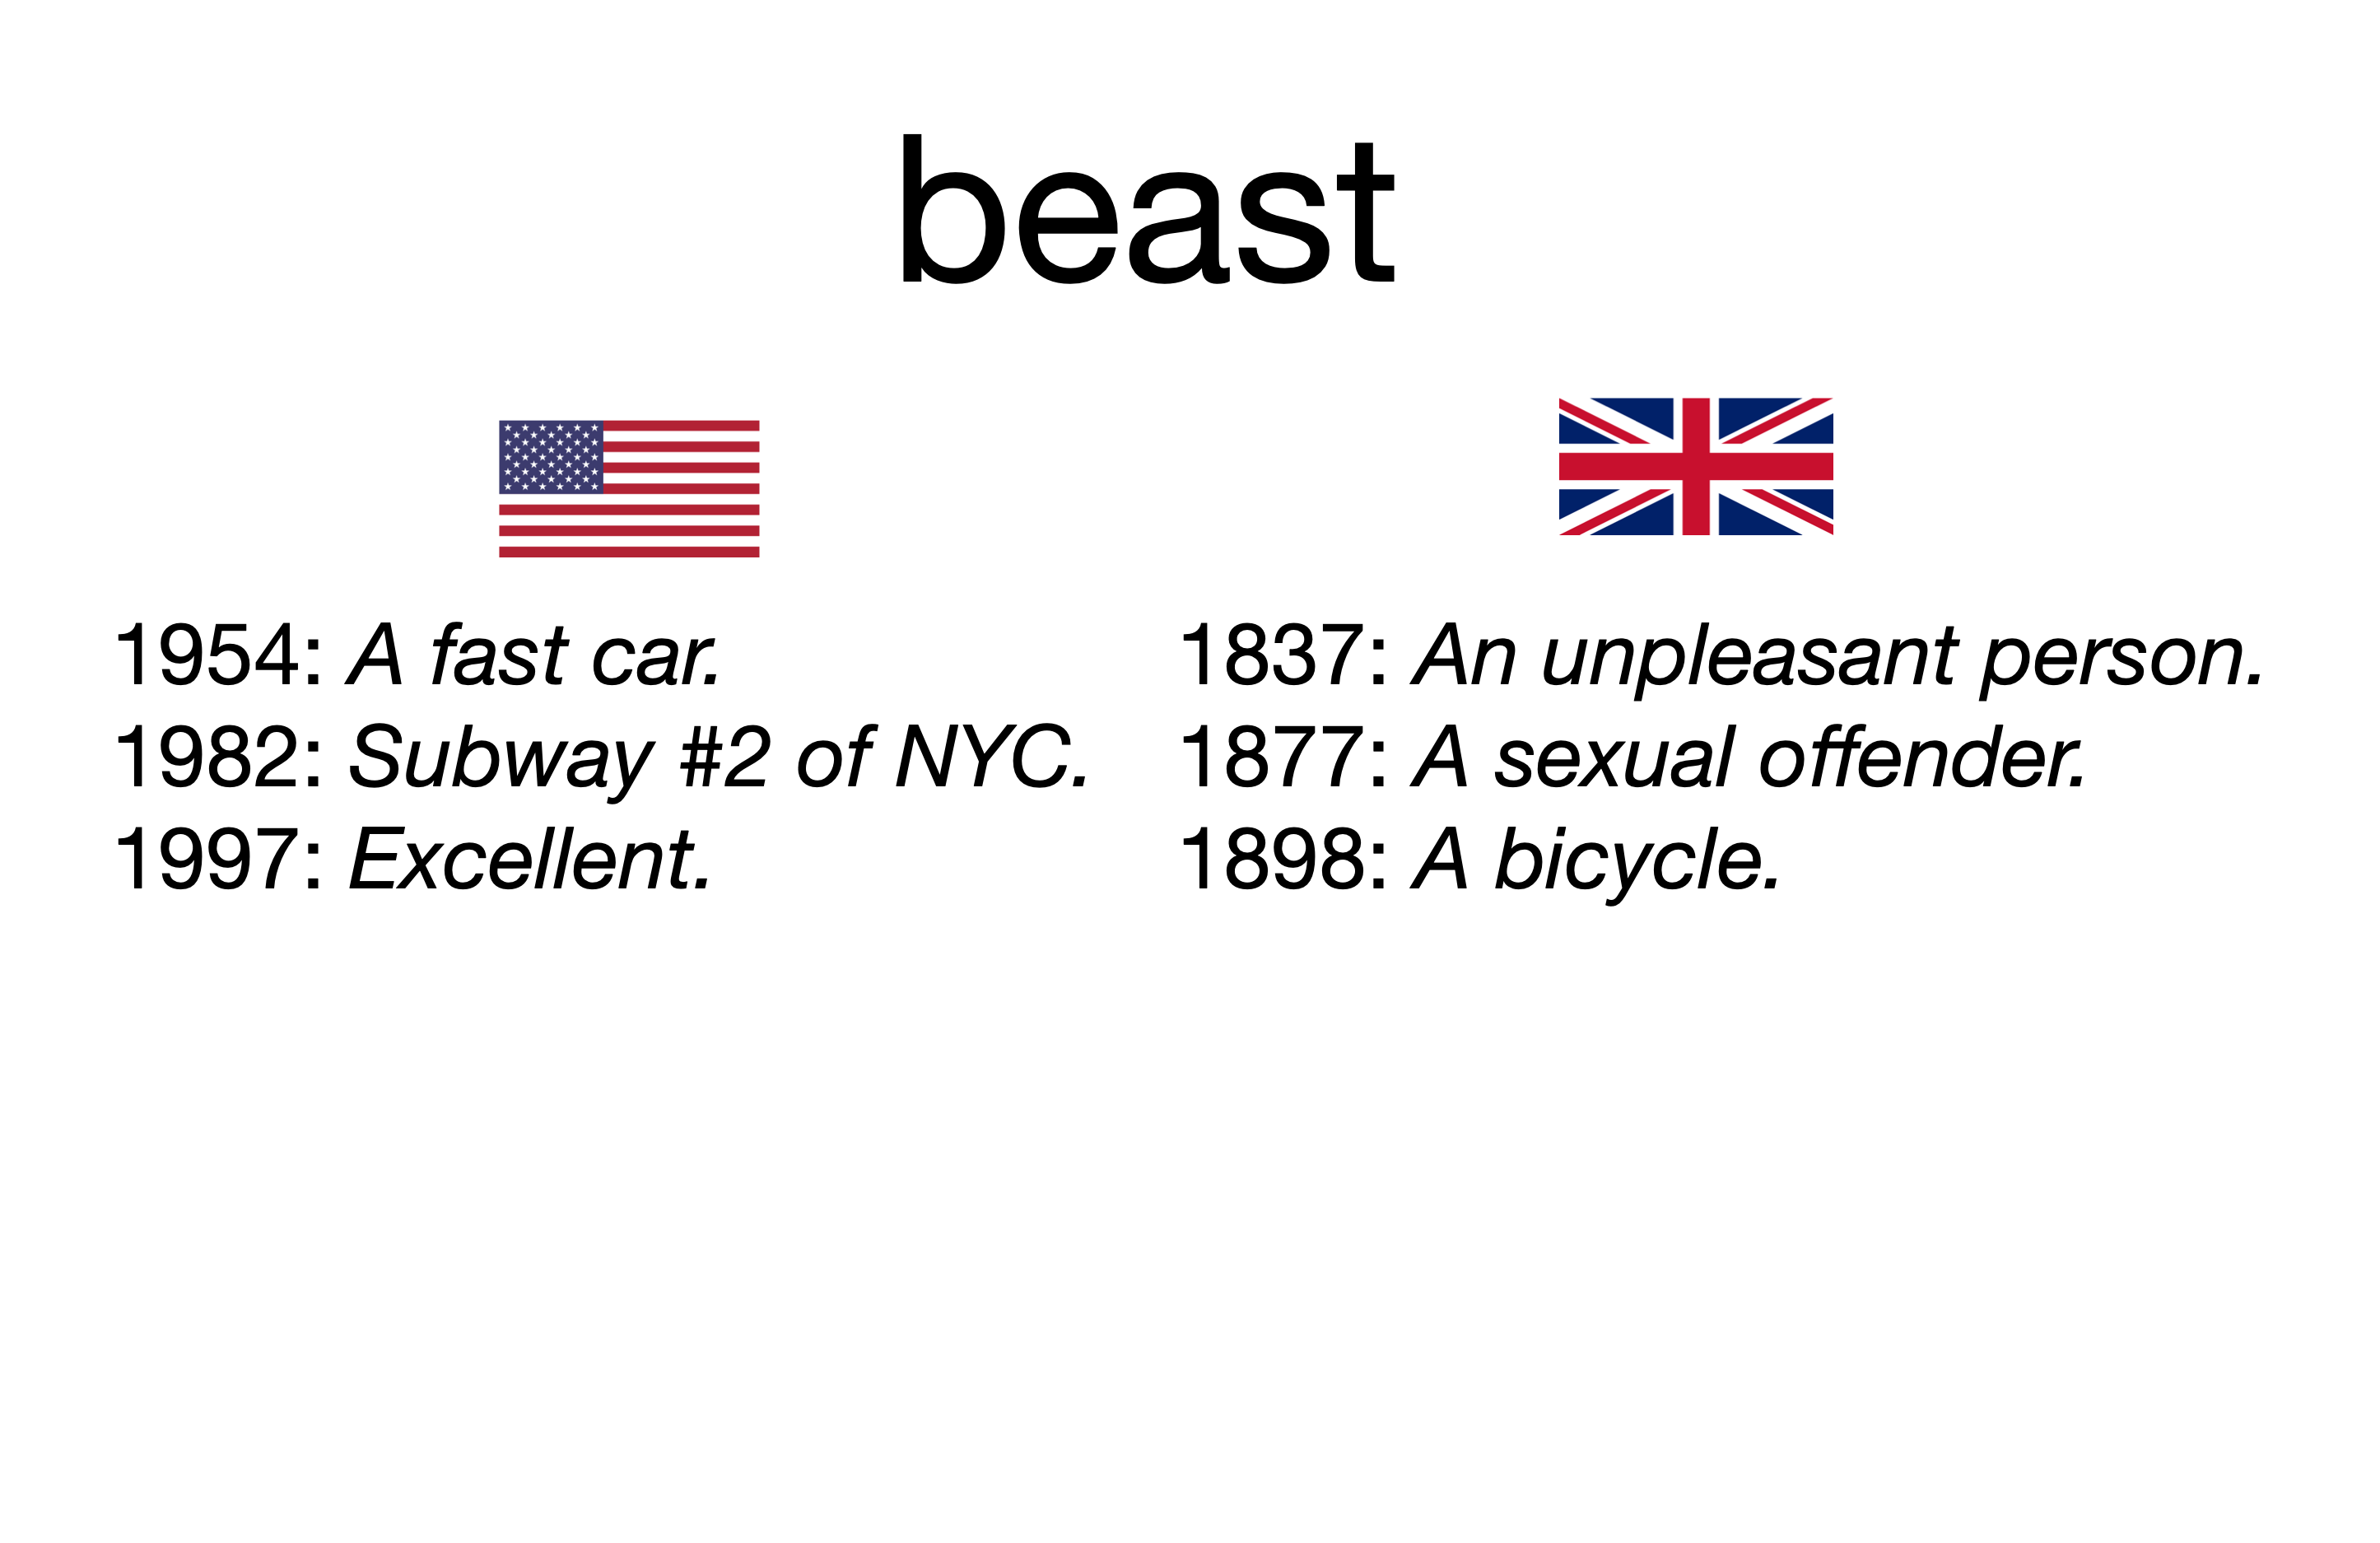 beast
1954: A fast car.
1982: Subway #2 of NYC.
1997: Excellent.
1837: An unpleasant person.
1877: A sexual offender.
1898: A bicycle.